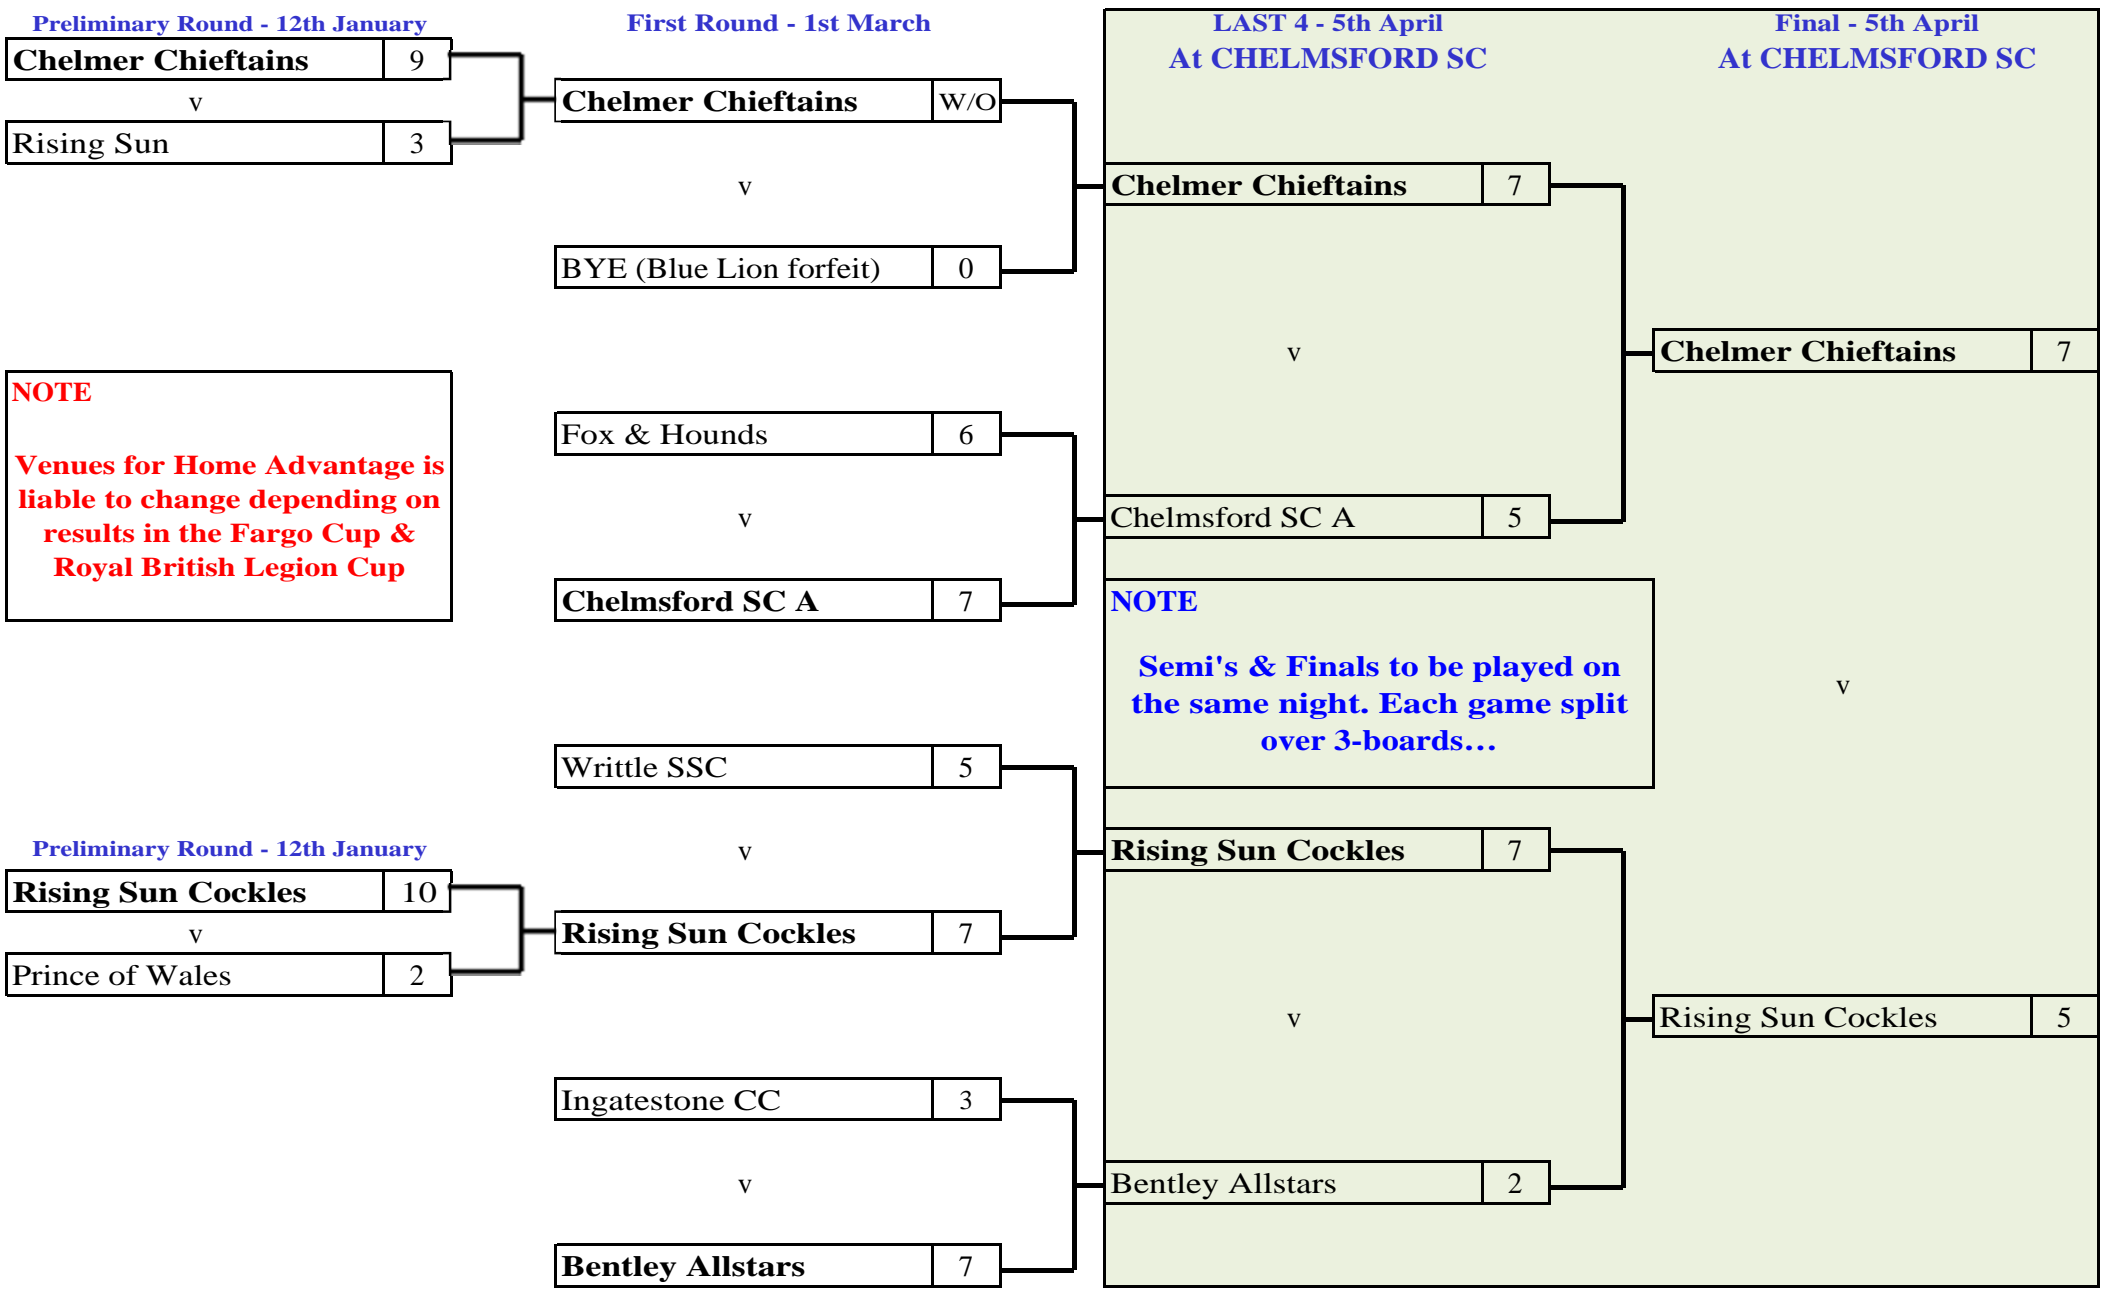 Preliminary Round - 12th January
Chelmer Chieftains 9
v
Rising Sun 3
NOTE
Venues for Home Advantage is
liable to change depending on
results in the Fargo Cup &
Royal British Legion Cup
Preliminary Round - 12th January
Rising Sun Cockles 10
v
Prince of Wales 2
First Round - 1st March
Chelmer Chieftains W/O
v
BYE (Blue Lion forfeit) 0
Fox & Hounds 6
v
Chelmsford SC A 7
Writtle SSC 5
v
Rising Sun Cockles 7
Ingatestone CC 3
v
Bentley Allstars 7
LAST 4 - 5th April
At CHELMSFORD SC
Chelmer Chieftains 7
v
Chelmsford SC A 5
NOTE
Semi's & Finals to be played on
the same night. Each game split
over 3-boards…
Rising Sun Cockles 7
v
Bentley Allstars 2
Final - 5th April
At CHELMSFORD SC
Chelmer Chieftains 7
v
Rising Sun Cockles 5